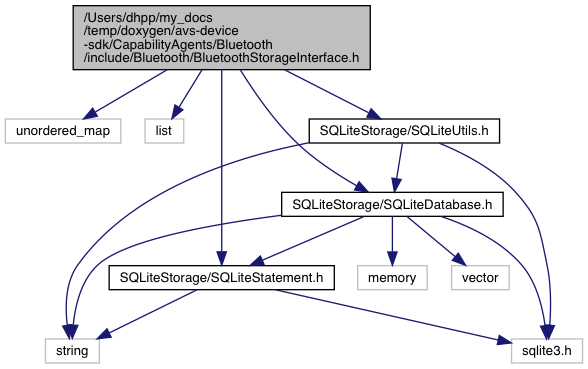 /Users/dhpp/my_docs
/temp/doxygen/avs-device
-sdk/CapabilityAgents/Bluetooth
/include/Bluetooth/BluetoothStorageInterface.h
unordered_map
list
SQLiteStorage/SQLiteUtils.h
SQLiteStorage/SQLiteDatabase.h
SQLiteStorage/SQLiteStatement.h
memory
vector
string
sqlite3.h